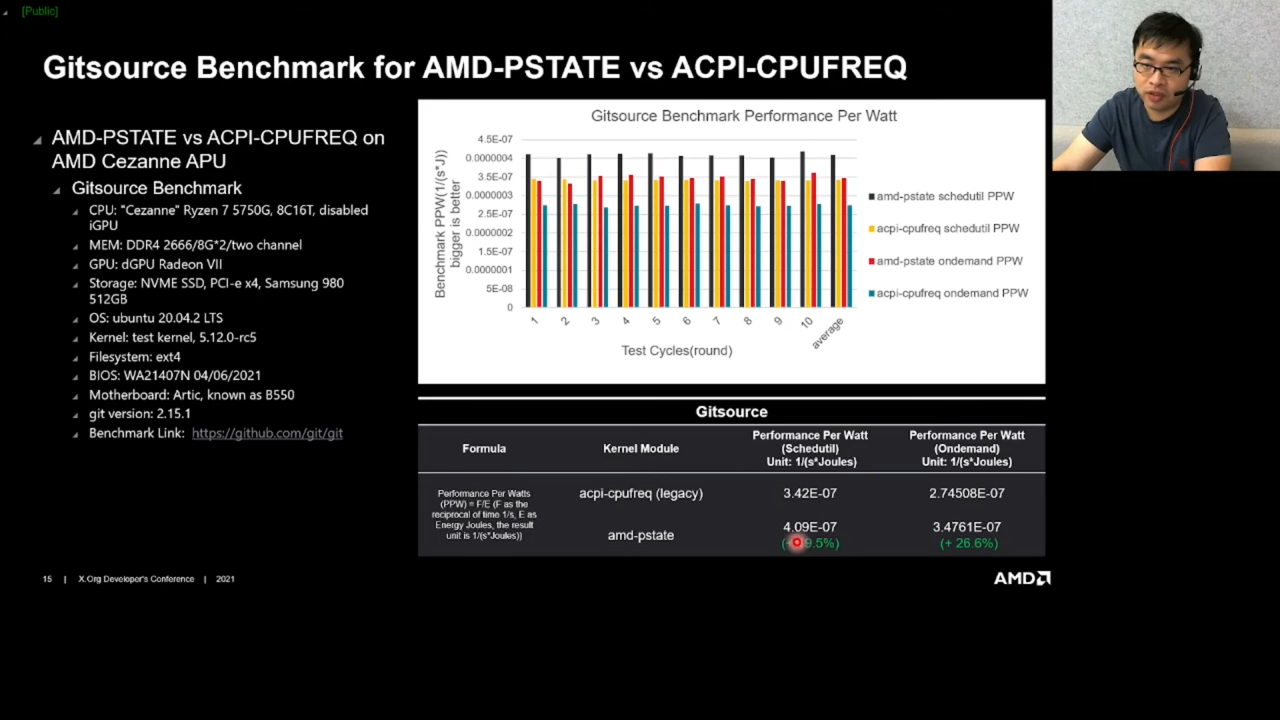 [Public]
Gitsource Benchmark for AMD-PSTATE vs ACPI-CPUFREQ
AMD-PSTATE vs ACPI-CPUFREQ on
AMD Cezanne APU
Gitsource Benchmark
CPU: "Cezanne" Ryzen 7 5750G, 8C16T, disabled
iGPU
MEM: DDR4 2666/8G*2/two channel
GPU: dGPU Radeon VII
Storage: NVME SSD, PCI-e x4, Samsung 980
512GB
OS: ubuntu 20.04.2 LTS
Kernel: test kernel, 5.12.0-rc5
Filesystem: ext4
BIOS: WA21407N 04/06/2021
Motherboard: Artic, known as B550
git version: 2.15.1
Benchmark Link: https://github.com/git/git
Gitsource Benchmark Performance Per Watt
Benchmark PPW(1/(s*J))
bigger is better
4.5E-07
0.0000004
3.5E-07
0.0000003
2.5E-07
0.0000002
1.5E-07
0.0000001
5E-08
0
1 2 3 4 5 6 7 8 9 10 average
Test Cycles(round)
amd-pstate schedutil PPW
acpi-cpufreq schedutil PPW
amd-pstate ondemand PPW
acpi-cpufreq ondemand PPW
Gitsource
Formula
Kernel Module
Performance Per Watt
(Schedutil)
Unit: 1/(s*Joules)
Performance Per Watt
(Ondemand)
Unit: 1/(s*Joules)
Performance Per Watts
(PPW) = F/E (F as the
reciprocal of time 1/s, E as
Energy Joules, the result
unit is 1/(s*Joules))
acpi-cpufreq (legacy)
3.42E-07
2.74508E-07
amd-pstate
4.09E-07
3.4761E-07
(+ 26.6%)
15 | X.Org Developer's Conference | 2021
AMD